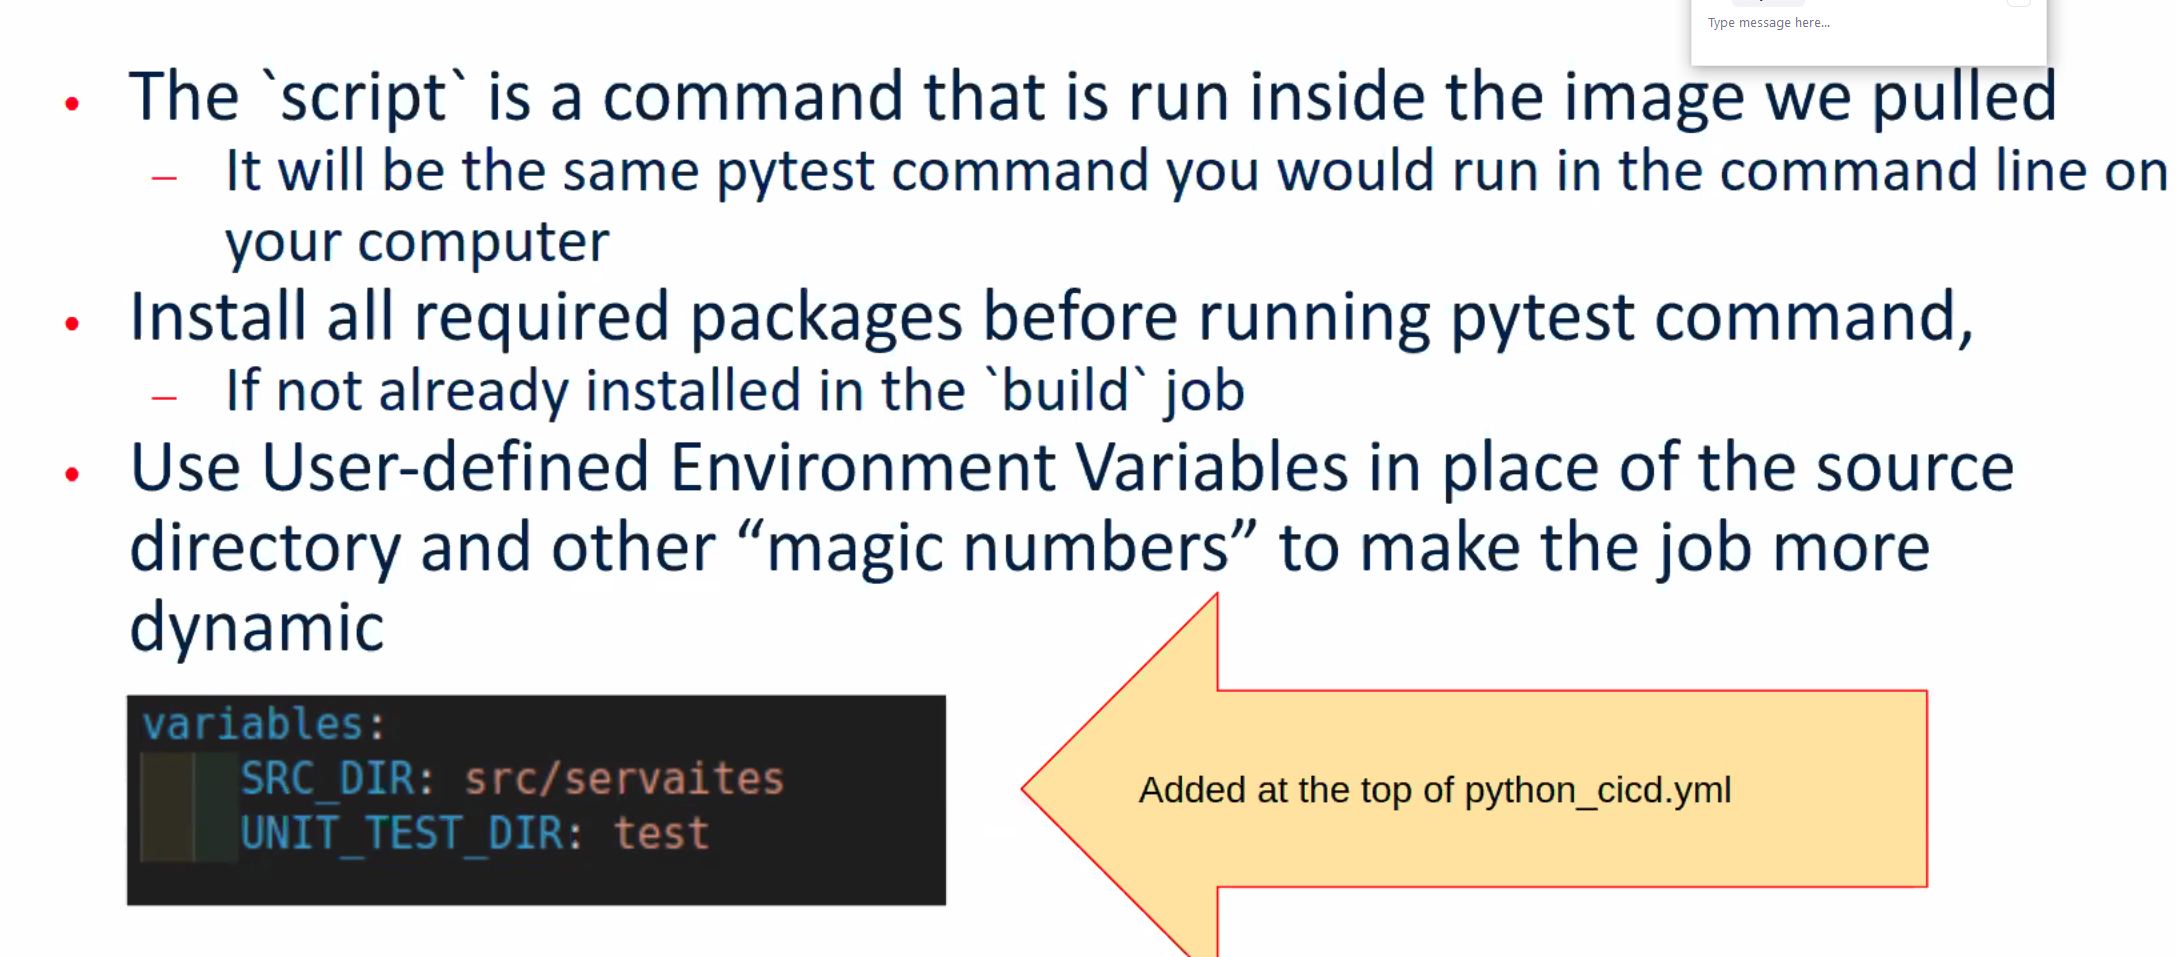 Type message here...
• The `script` is a command that is run inside the image we pulled
– It will be the same pytest command you would run in the command line on
your computer
• Install all required packages before running pytest command,
– If not already installed in the `build` job
• Use User-defined Environment Variables in place of the source
directory and other “magic numbers” to make the job more
dynamic
variables:
SRC_DIR: src/servaites
UNIT_TEST_DIR: test
Added at the top of python_cicd.yml